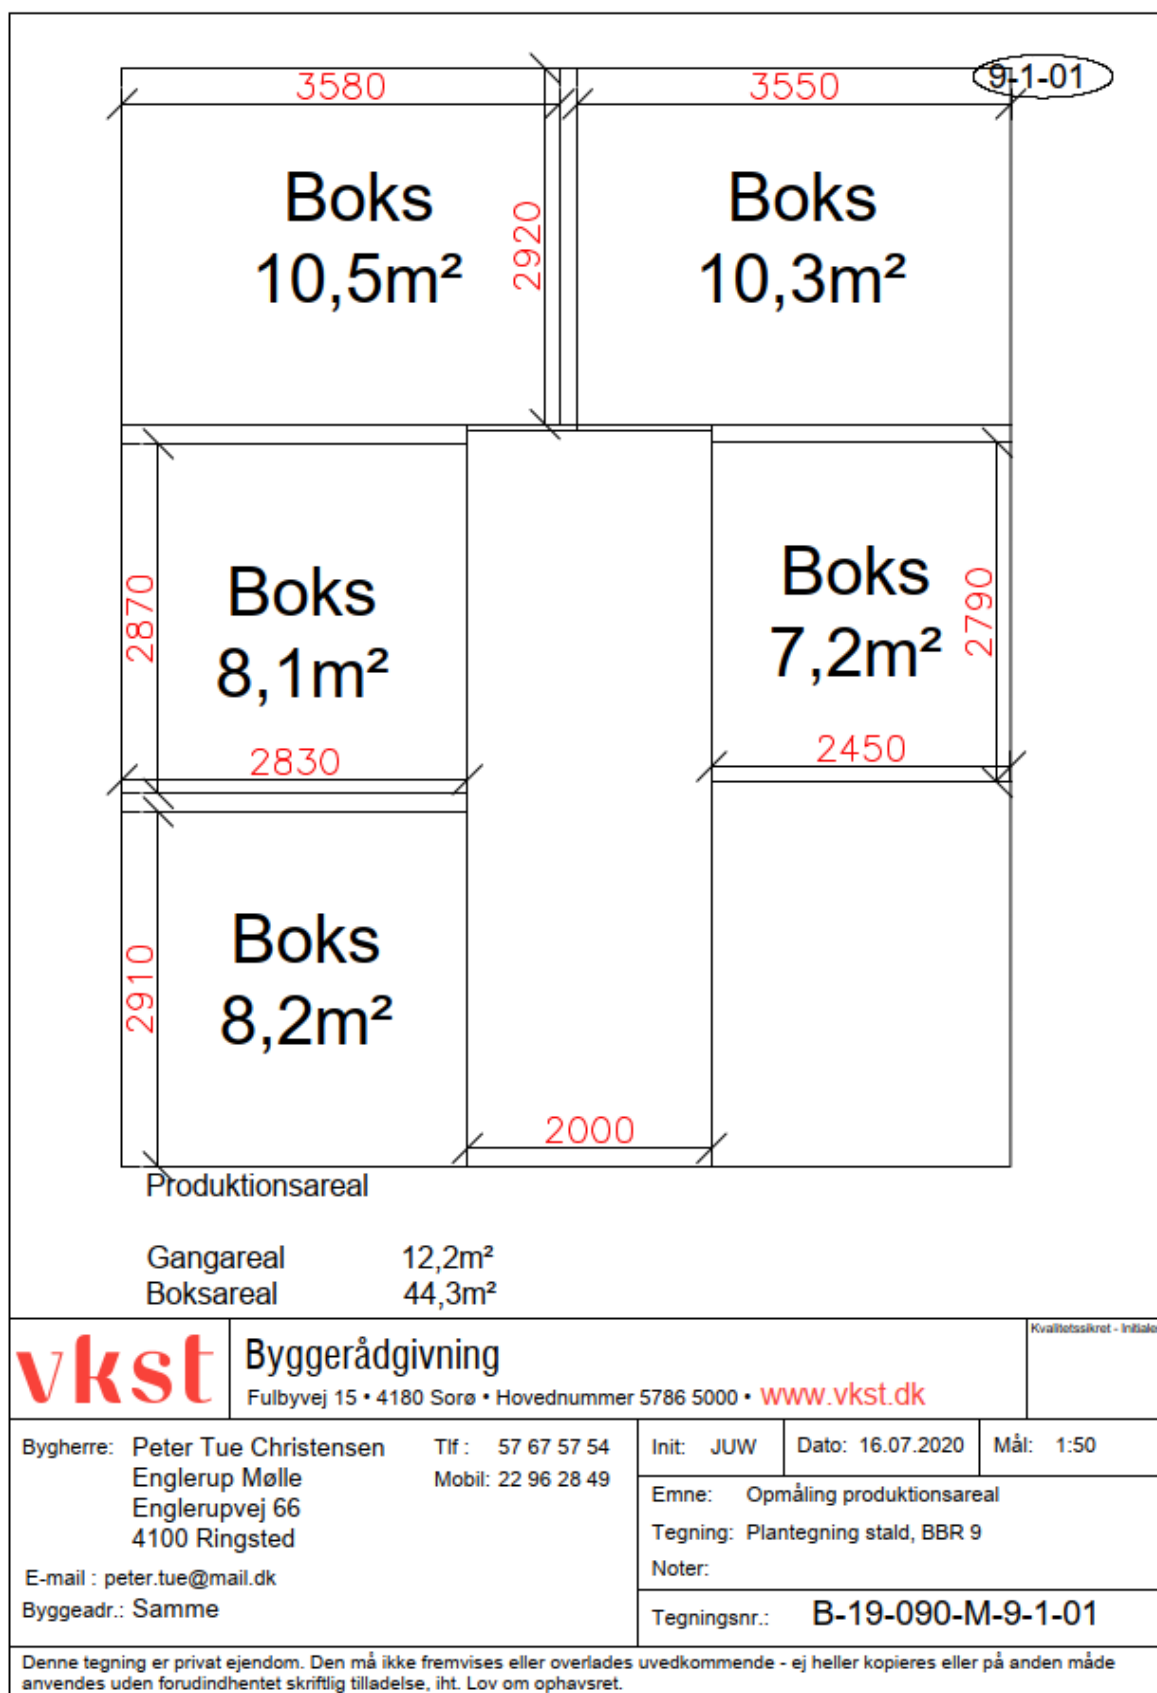 3580
3550
9-1-01
Boks
10,5m²
2920
Boks
10,3m²
2870
Boks
8,1m²
2830
Boks
7,2m²
2790
2450
2910
Boks
8,2m²
2000
Produktionsareal
Gangareal 12,2m²
Boksareal 44,3m²
vkst
Byggerådgivning
Fulbyvej 15 • 4180 Sorø • Hovednummer 5786 5000 • www.vkst.dk
Kvalitetssikret - Initialer
Bygherre: Peter Tue Christensen
Englerup Mølle
Englerupvej 66
4100 Ringsted
Tlf : 57 67 57 54
Mobil: 22 96 28 49
E-mail : peter.tue@mail.dk
Byggeadr.: Samme
Init: JUW
Dato: 16.07.2020
Mål: 1:50
Emne: Opmåling produktionsareal
Tegning: Plantegning stald, BBR 9
Noter:
Tegningsnr.: B-19-090-M-9-1-01
Denne tegning er privat ejendom. Den må ikke fremvises eller overlades uvedkommende - ej heller kopieres eller på anden måde
anvendes uden forudindhentet skriftlig tilladelse, iht. Lov om ophavsret.